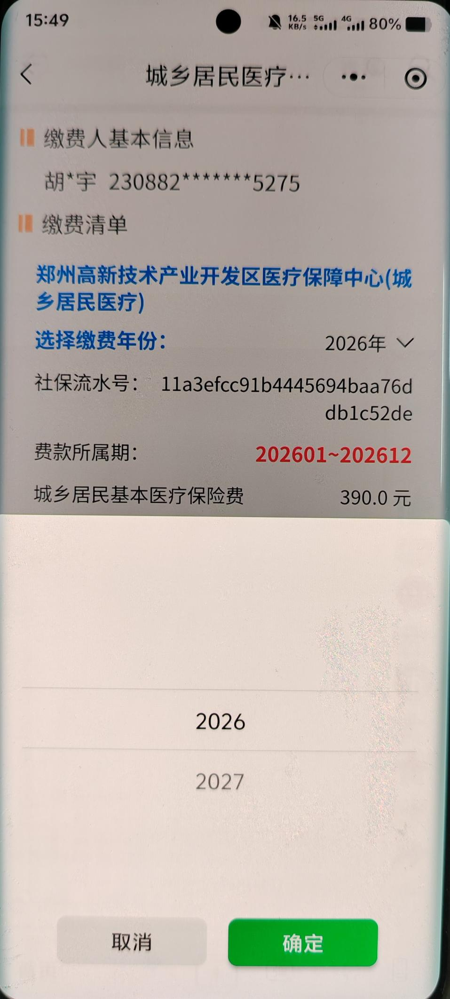 15:49
16.5 KB/s 5G 4G 80%
城乡居民医疗···
缴费人基本信息
胡*宇 230882*******5275
缴费清单
郑州高新技术产业开发区医疗保障中心(城
乡居民医疗)
选择缴费年份：
2026年
社保流水号： 11a3efcc91b4445694baa76d
db1c52de
费款所属期： 202601~202612
城乡居民基本医疗保险费 390.0 元
2026
2027
取消 确定